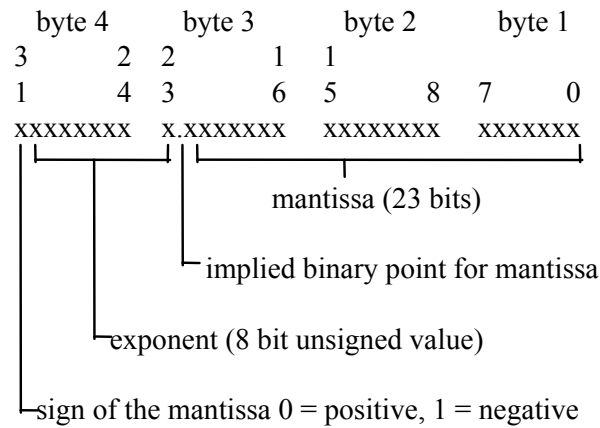 byte 4 byte 3 byte 2 byte 1
3 2 2 1 1
1 4 3 6 5 8 7 0
xxxxxxxx x.xxxxxxx xxxxxxxx xxxxxxx
mantissa (23 bits)
implied binary point for mantissa
exponent (8 bit unsigned value)
sign of the mantissa 0 = positive, 1 = negative